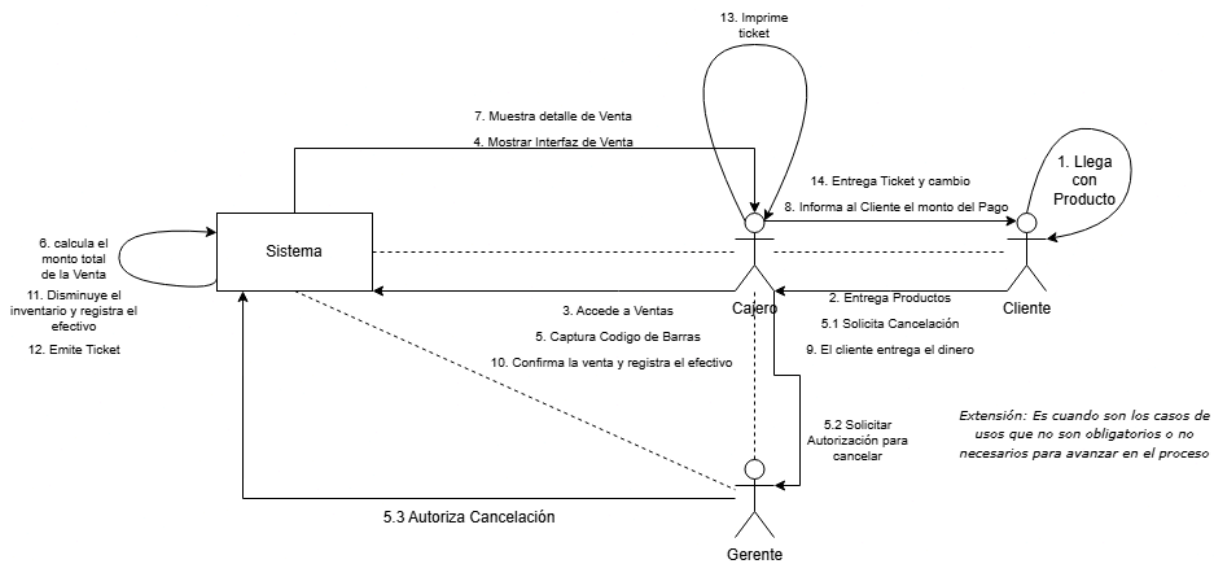 13. Imprime
ticket
7. Muestra detalle de Venta
4. Mostrar Interfaz de Venta
1. Llega
con
Producto
14. Entrega Ticket y cambio
8. Informa al Cliente el monto del Pago
6. calcula el
monto total
de la Venta
Sistema
11. Disminuye el
inventario y registra el
efectivo
12. Emite Ticket
3. Accede a Ventas
5. Captura Codigo de Barras
10. Confirma la venta y registra el efectivo
Cajero
2. Entrega Productos
5.1 Solicita Cancelación
9. El cliente entrega el dinero
Cliente
5.2 Solicitar
Autorización para
cancelar
Extensión: Es cuando son los casos de
usos que no son obligatorios o no
necesarios para avanzar en el proceso
5.3 Autoriza Cancelación
Gerente